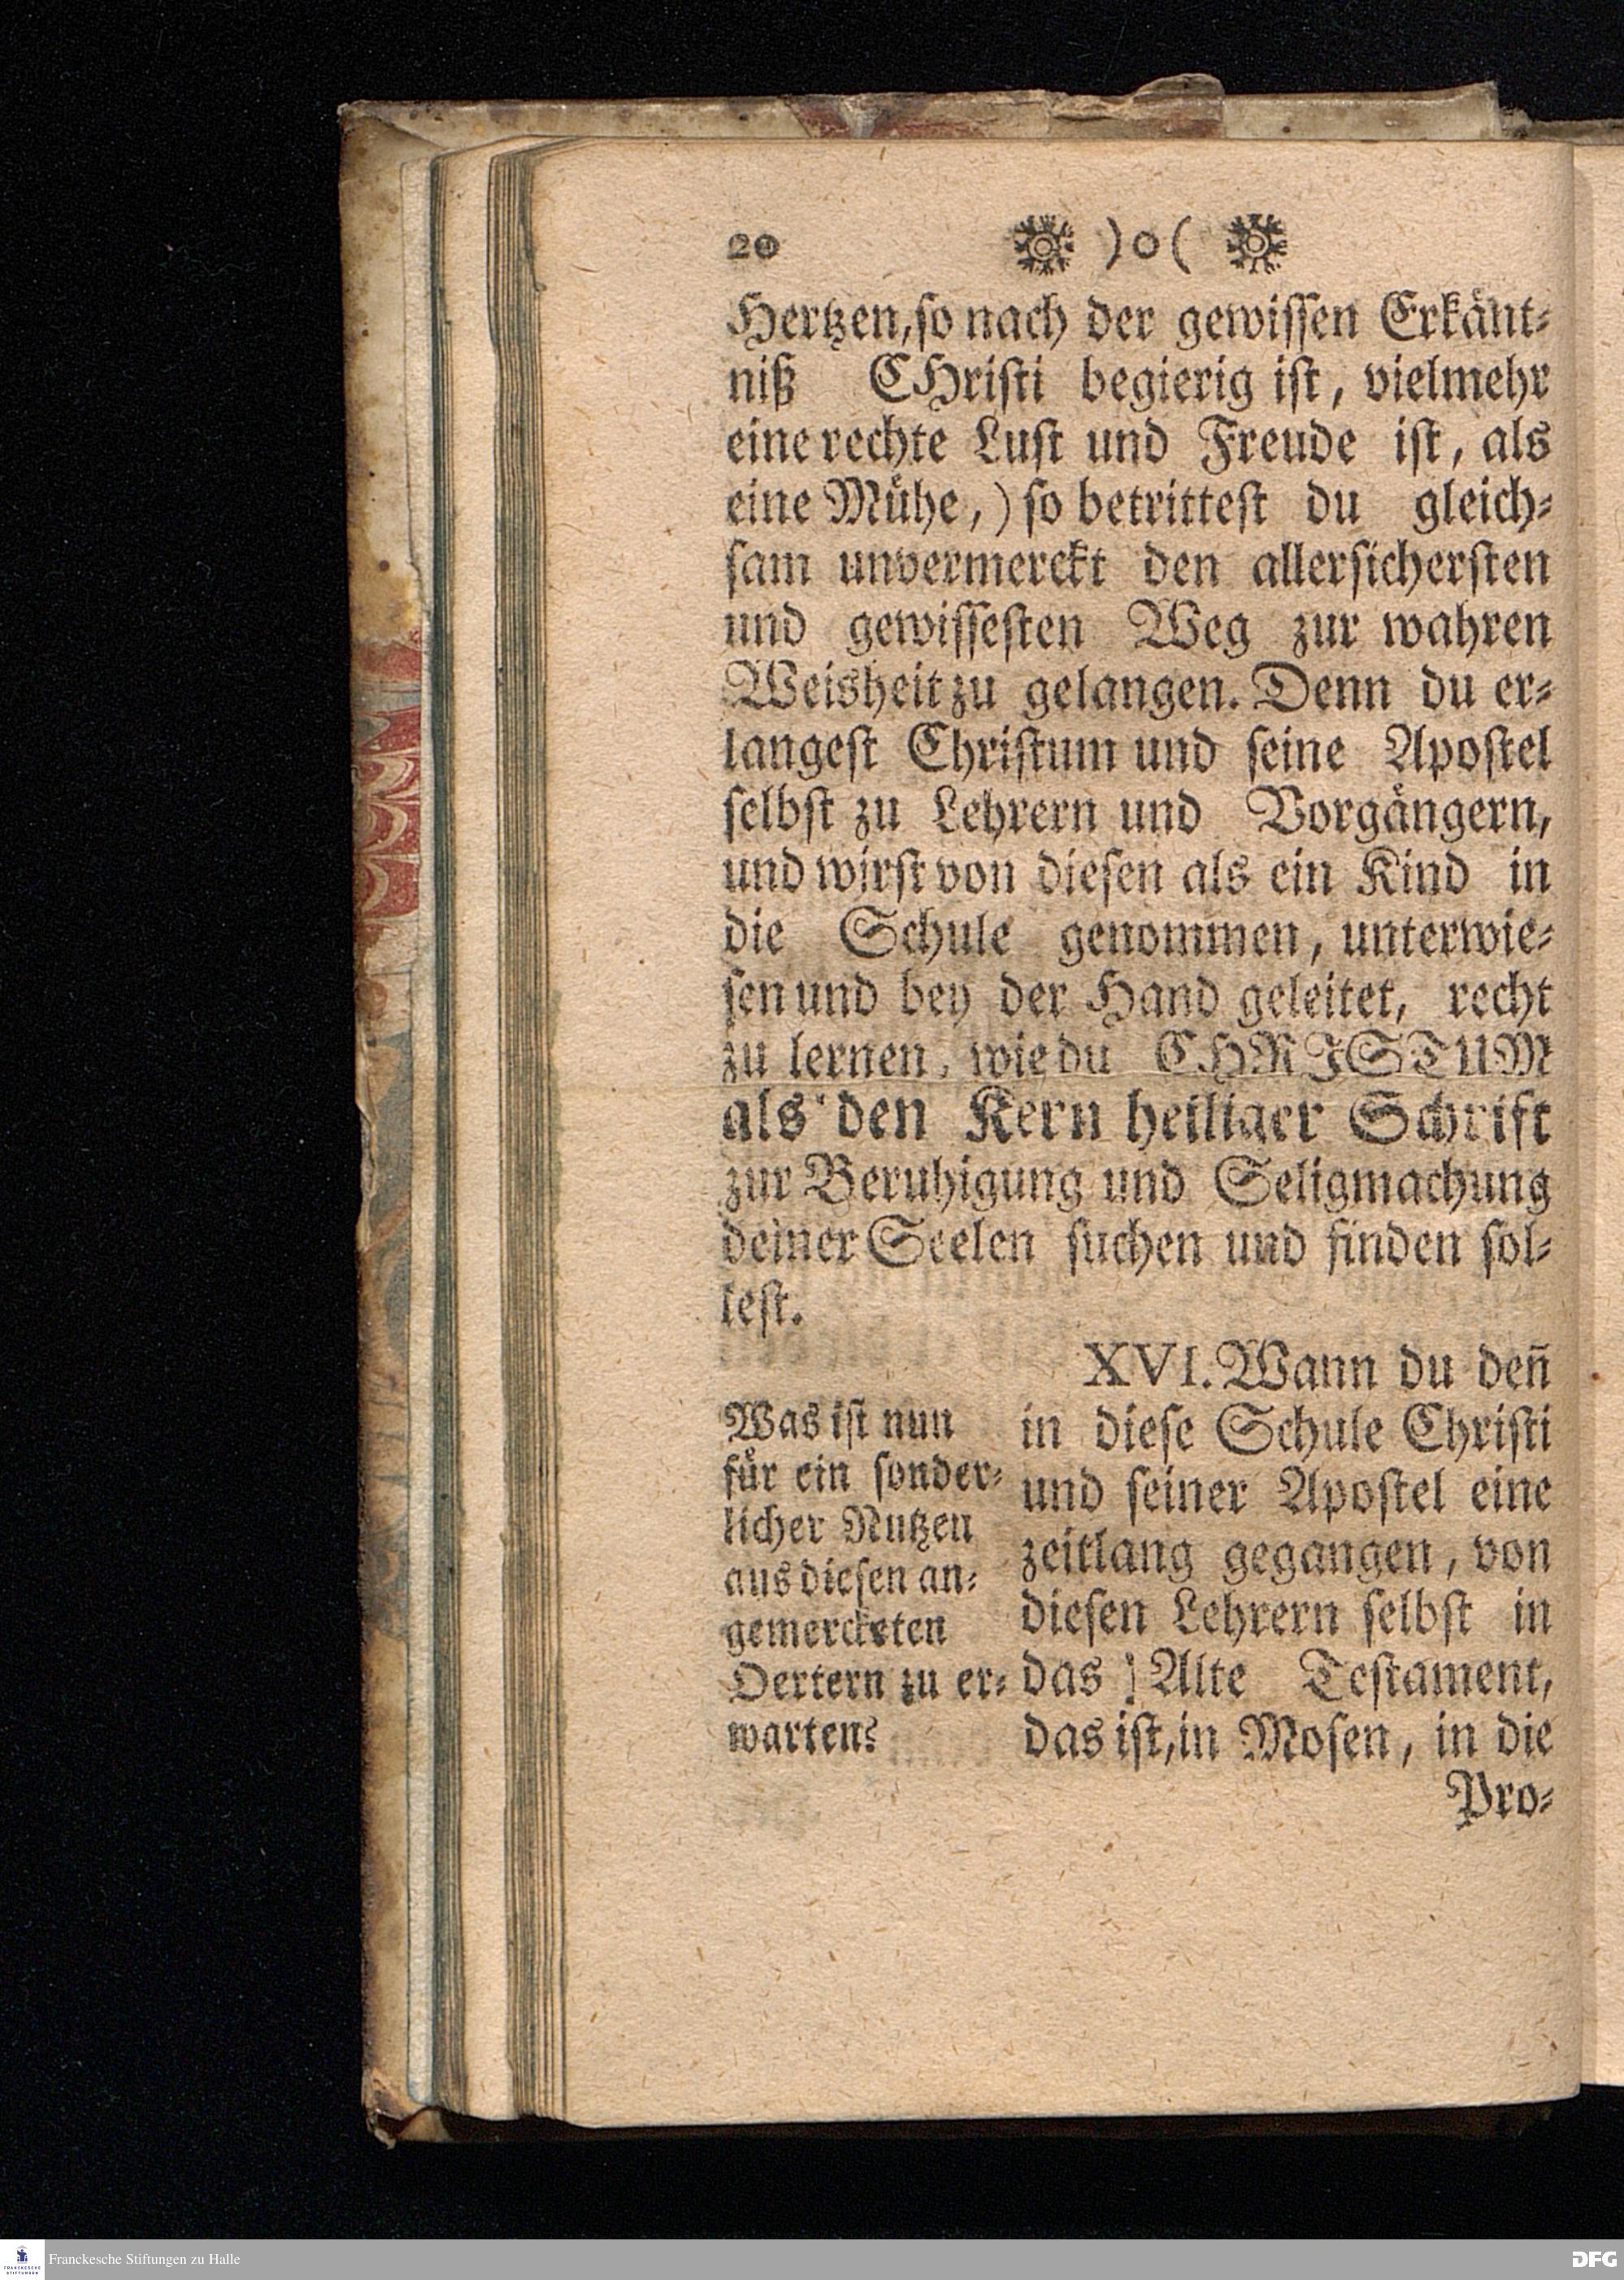 20 )o(
Hertzen, so nach der gewissen Erkänt-
niß CHristi begierig ist, vielmehr
eine rechte Lust und Freude ist, als
eine Mühe,) so betrittest du gleich-
sam unvermerckt den allersichersten
und gewissesten Weg zur wahren
Weisheit zu gelangen. Denn du er-
langest Christum und seine Apostel
selbst zu Lehrern und Vorgängern,
und wirst von diesen als ein Kind in
die Schule genommen, unterwie-
sen und bey der Hand geleitet, recht
zu lernen, wie du CHRISTUM
als den Kern heiliger Schrift
zur Beruhigung und Seligmachung
deiner Seelen suchen und finden sol-
lest.
XVI. Wann du deñ
in diese Schule Christi
und seiner Apostel eine
zeitlang gegangen, von
diesen Lehrern selbst in
das Alte Testament,
das ist, in Mosen, in die
Pro-
Was ist nun
für ein sonder-
licher Nutzen
aus diesen an-
gemerckten
Oertern zu er-
warten?
Franckesche Stiftungen zu Halle
FRANCKESCHE
STIFTUNGEN
DFG